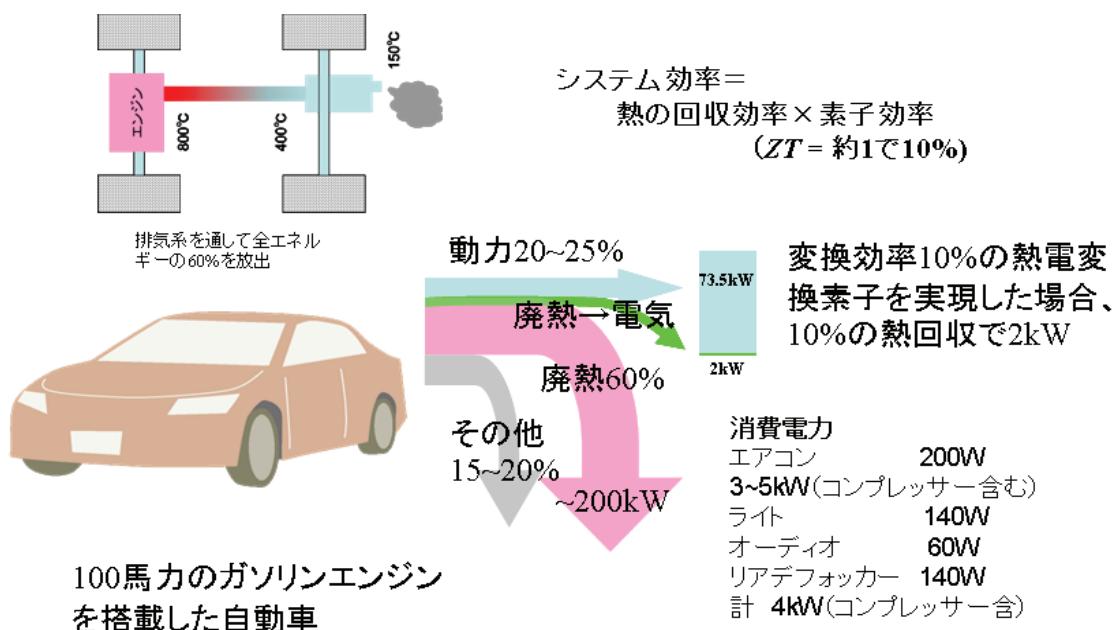 エンジン
800℃
400℃
150℃
排気系を通して全エネル
ギーの60%を放出
システム効率＝
熱の回収効率×素子効率
（ZT = 約1で10%)
動力20~25%
廃熱→電気
廃熱60%
その他
15~20%
~200kW
73.5kW
2kW
変換効率10%の熱電変
換素子を実現した場合、
10%の熱回収で2kW
消費電力
エアコン 200W
3~5kW(コンプレッサー含む)
ライト 140W
オーディオ 60W
リアデフォッカー 140W
計 4kW(コンプレッサー含)
100馬力のガソリンエンジン
を搭載した自動車